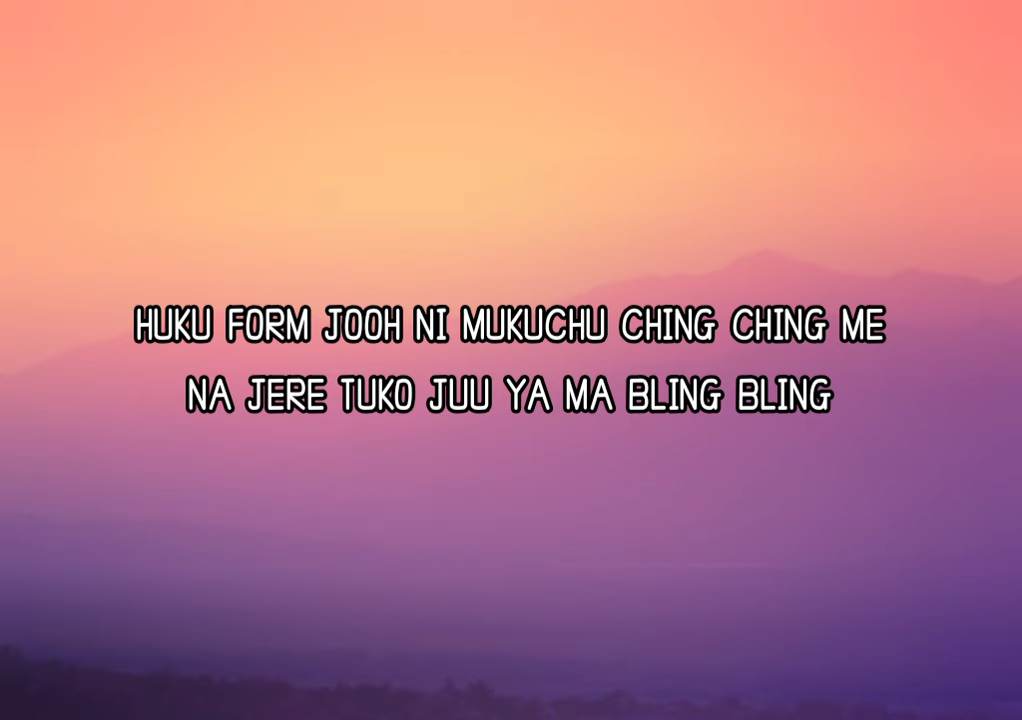 HUKU FORM JOOH NI MUKUCHU CHING CHING ME
NA JERE TUKO JUU YA MA BLING BLING